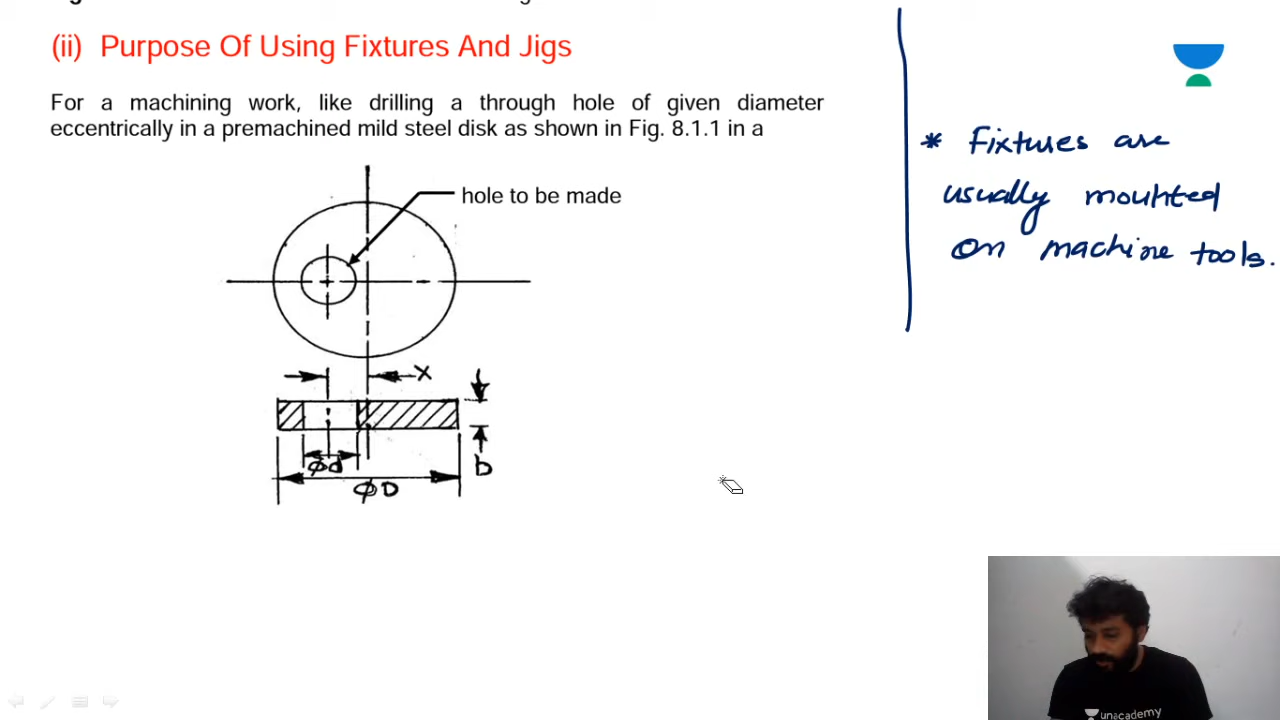 (ii) Purpose Of Using Fixtures And Jigs
For a machining work, like drilling a through hole of given diameter
eccentrically in a premachined mild steel disk as shown in Fig. 8.1.1 in a
hole to be made
X
b
φd
φD
* Fixtures are
usually mounted
on machine tools.
unacademy